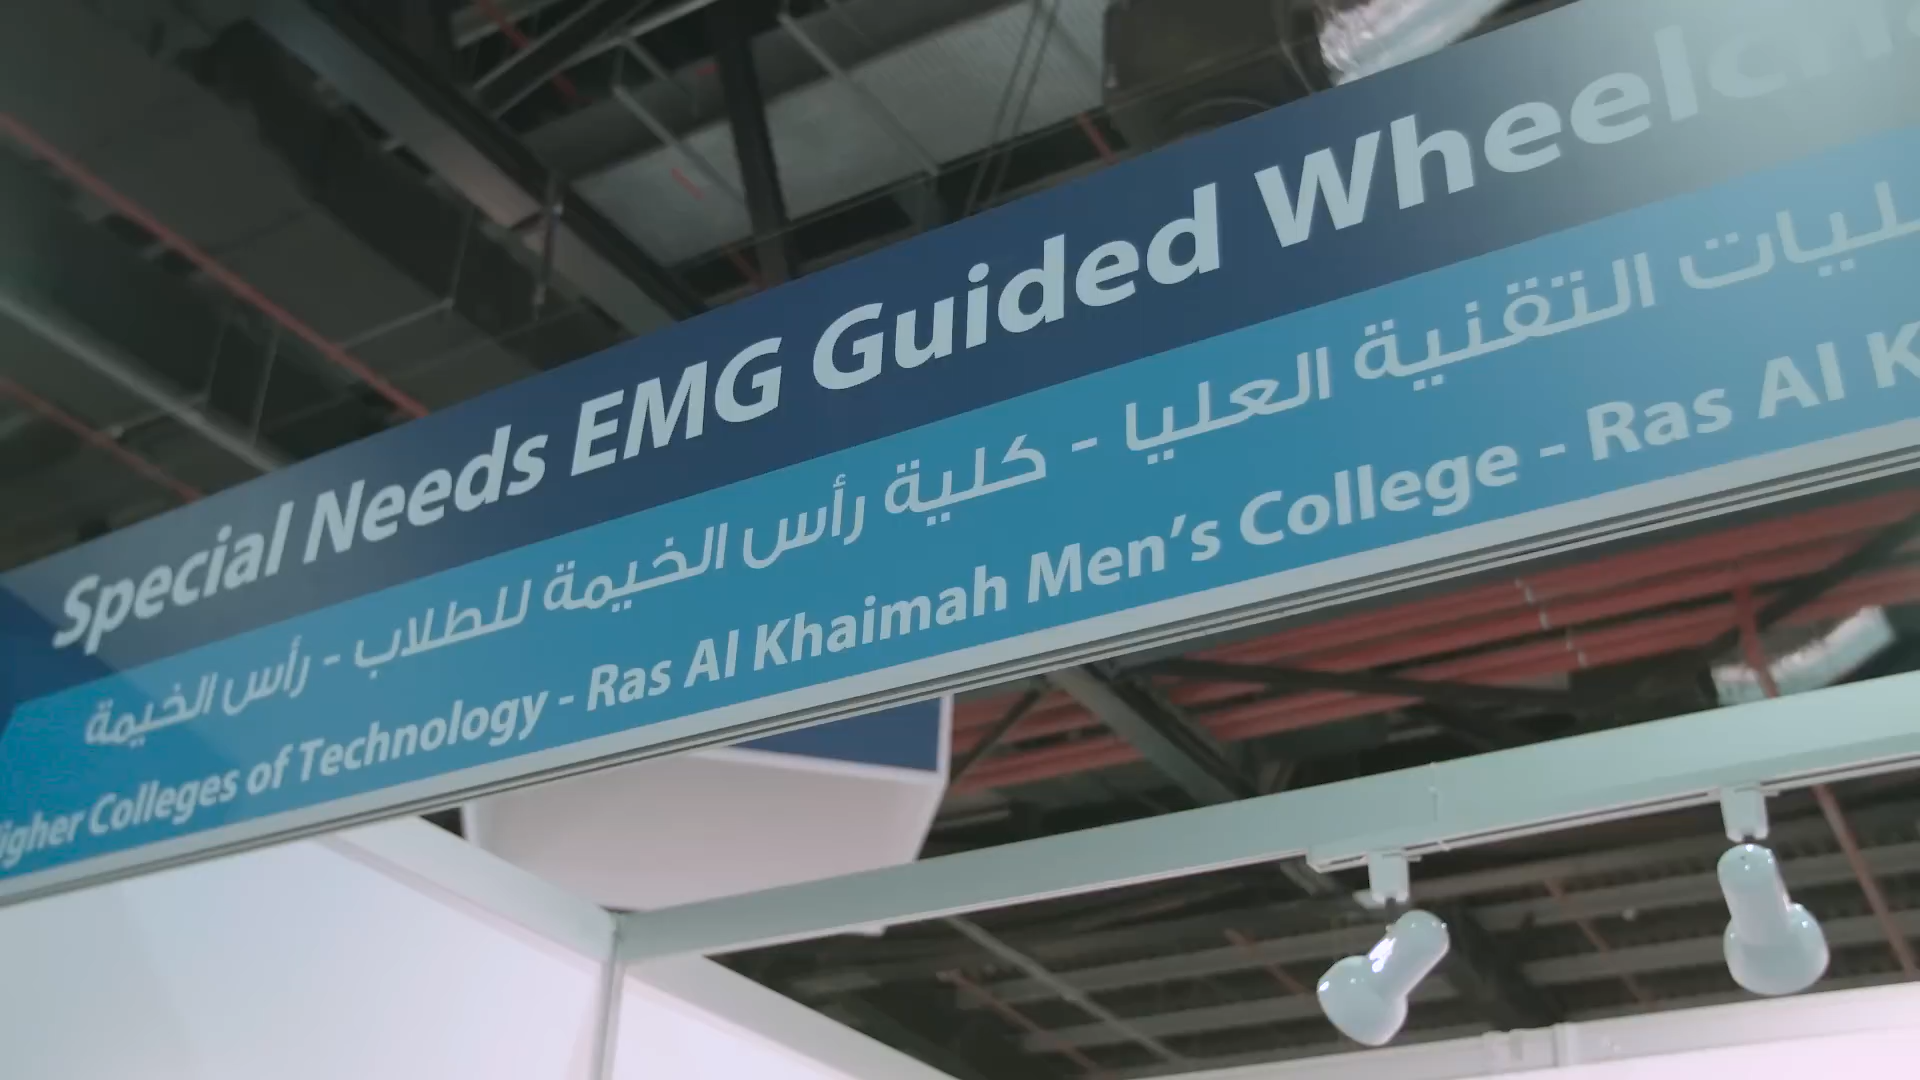 Special Needs EMG Guided
كليات التقنية العليا - كلية رأس الخيمة للطلاب - رأس الخيمة
Colleges of Technology - Ras Al Khaimah Men's College - Ras Al